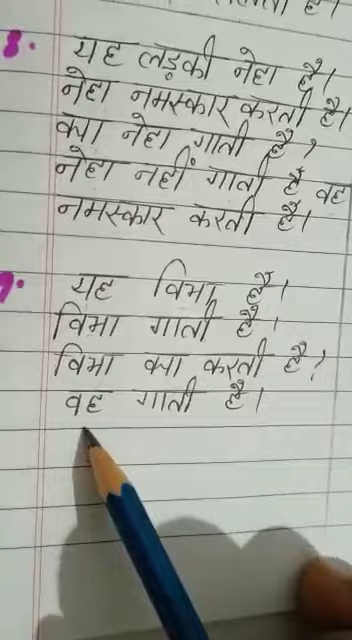 8. यह लड़की नेहा है।
नेहा नमस्कार करती है।
क्या नेहा गाती है?
नेहा नहीं गाती है वह
नमस्कार करती है।
9. यह विभा है।
विभा गाती है।
विभा क्या करती है?
वह गाती है।